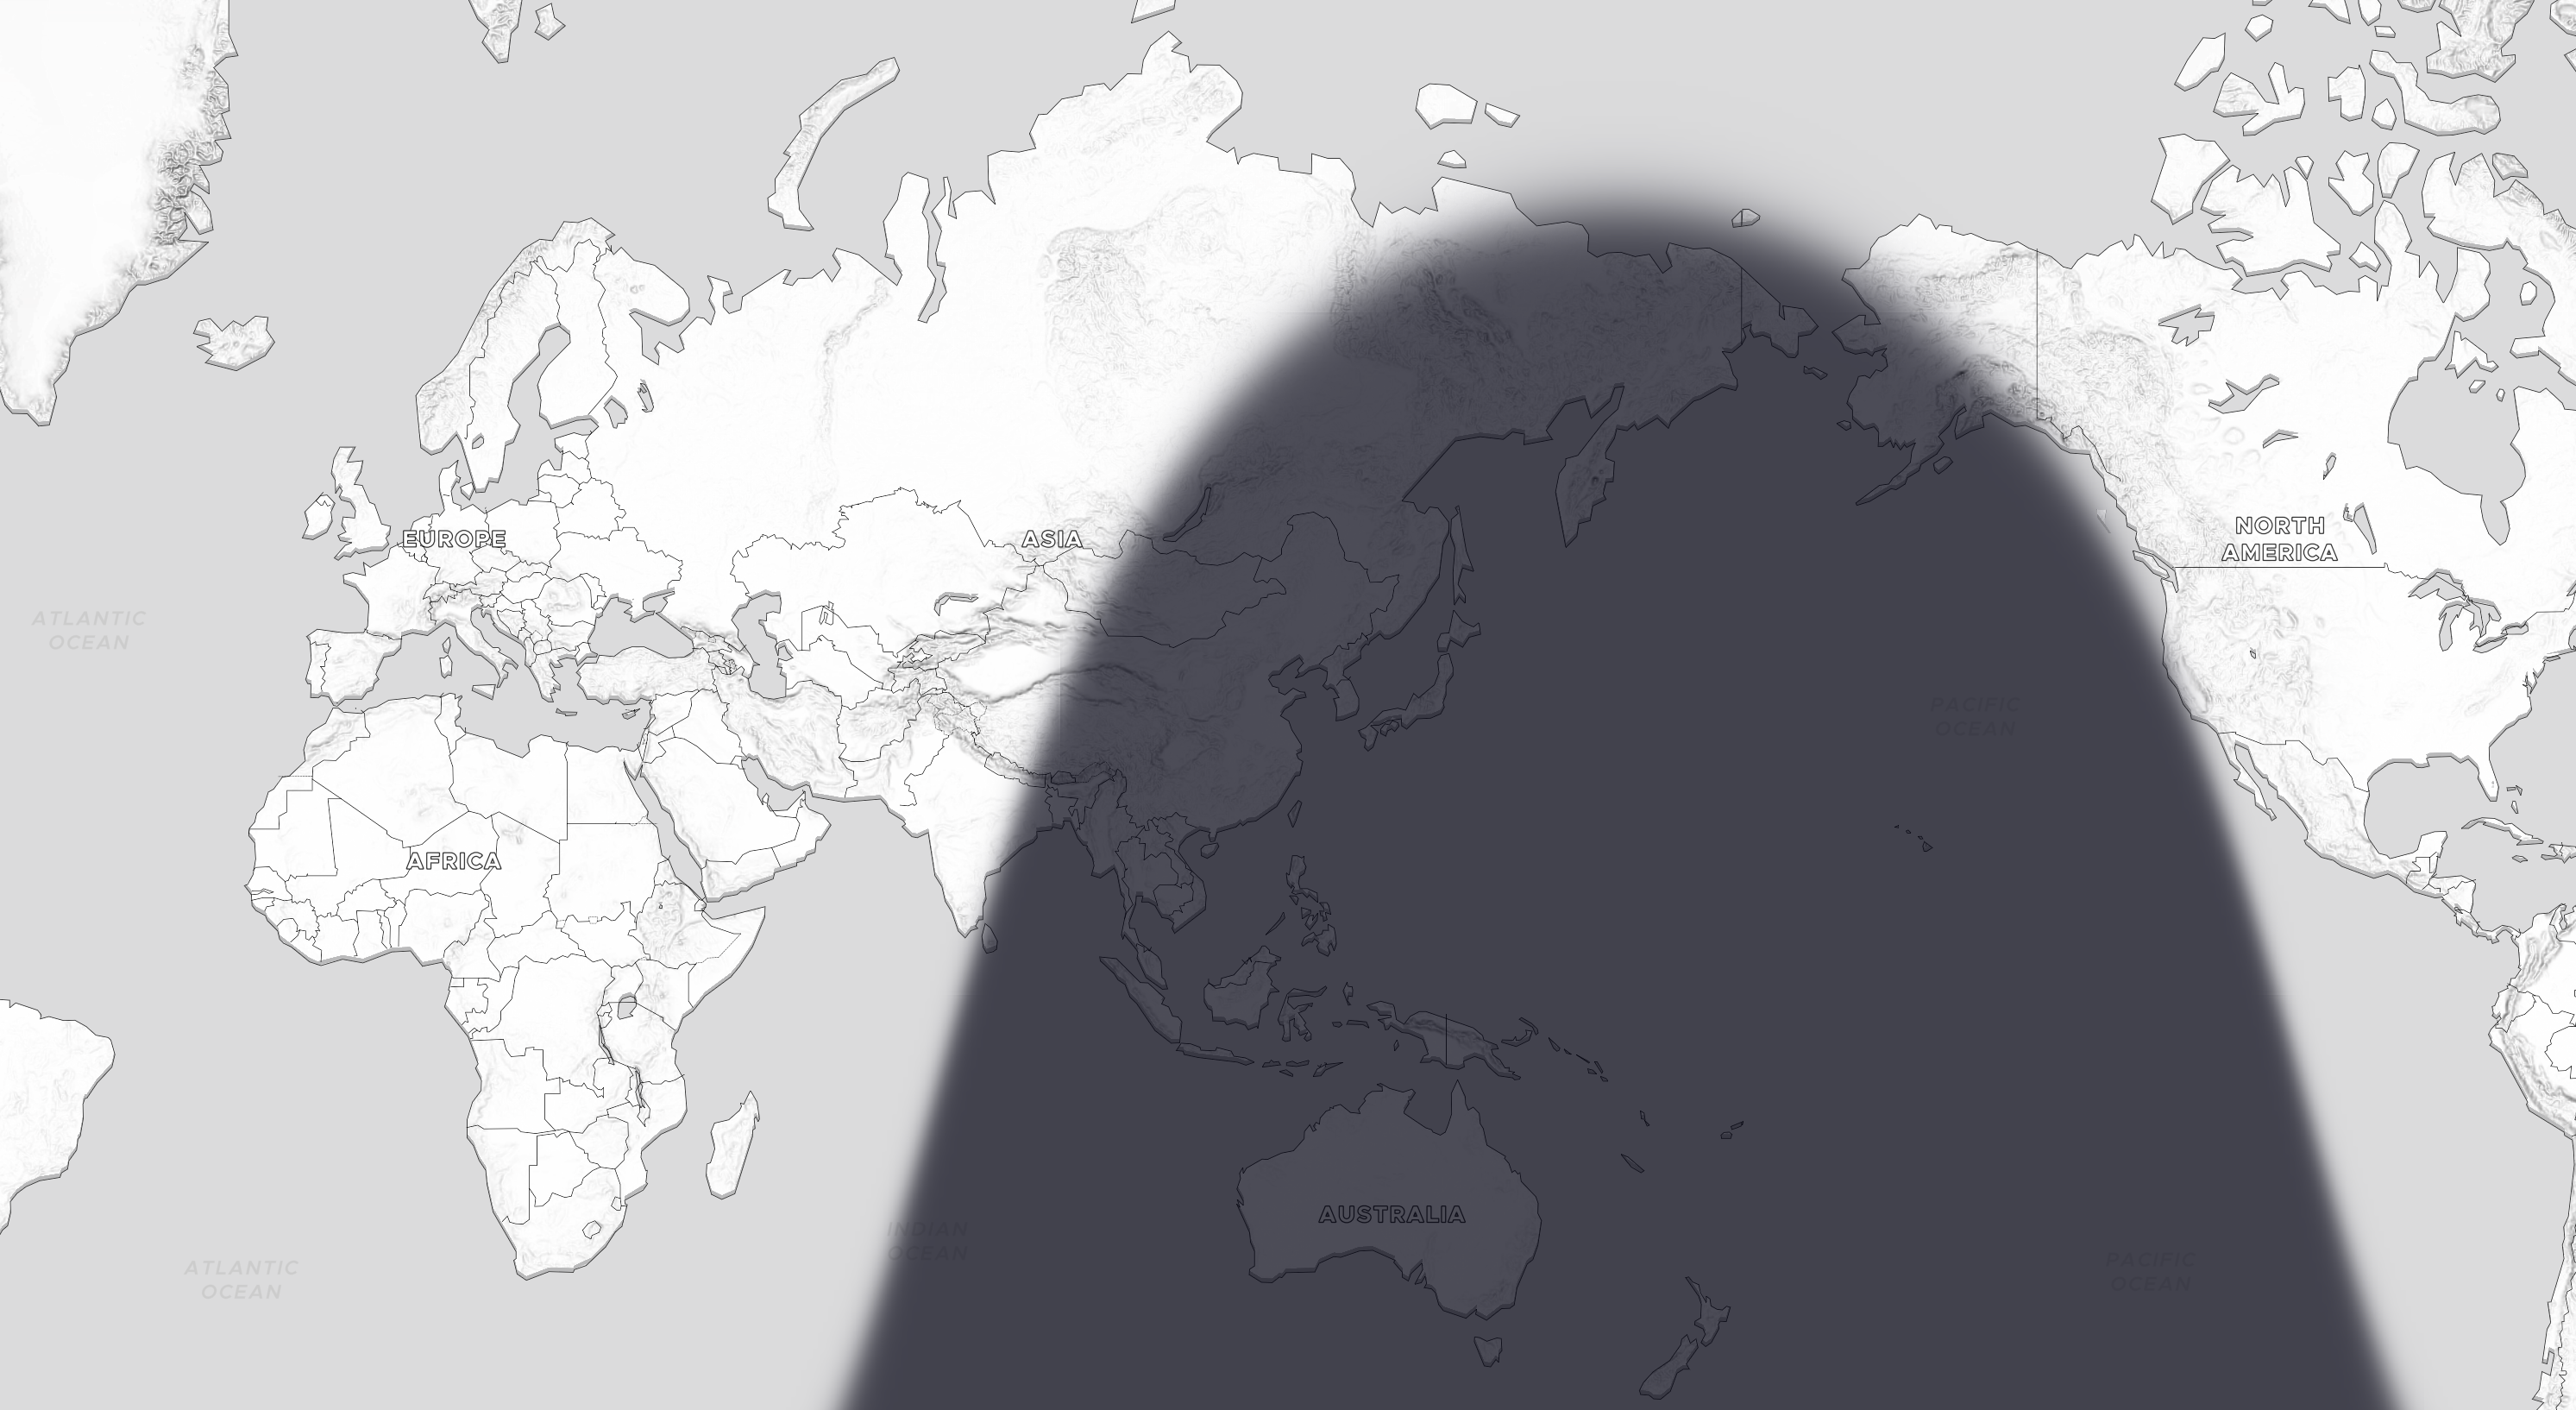 EUROPE
ASIA
NORTH
AMERICA
ATLANTIC
OCEAN
PACIFIC
OCEAN
AFRICA
AUSTRALIA
INDIAN
OCEAN
ATLANTIC
OCEAN
PACIFIC
OCEAN